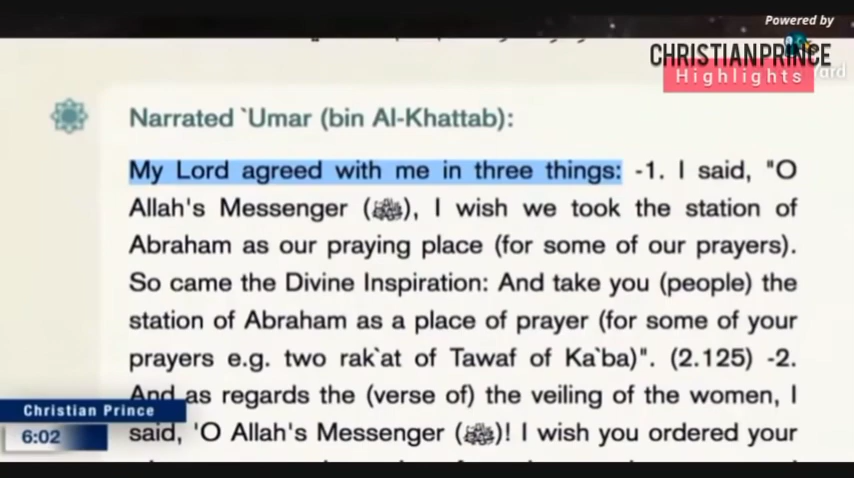 Powered by
CHRISTIANPRINCE
Highlights
Narrated `Umar (bin Al-Khattab):
My Lord agreed with me in three things: -1. I said, "O
Allah's Messenger (ﷺ), I wish we took the station of
Abraham as our praying place (for some of our prayers).
So came the Divine Inspiration: And take you (people) the
station of Abraham as a place of prayer (for some of your
prayers e.g. two rak`at of Tawaf of Ka`ba)". (2.125) -2.
And as regards the (verse of) the veiling of the women, I
said, 'O Allah's Messenger (ﷺ)! I wish you ordered your
Christian Prince
6:02